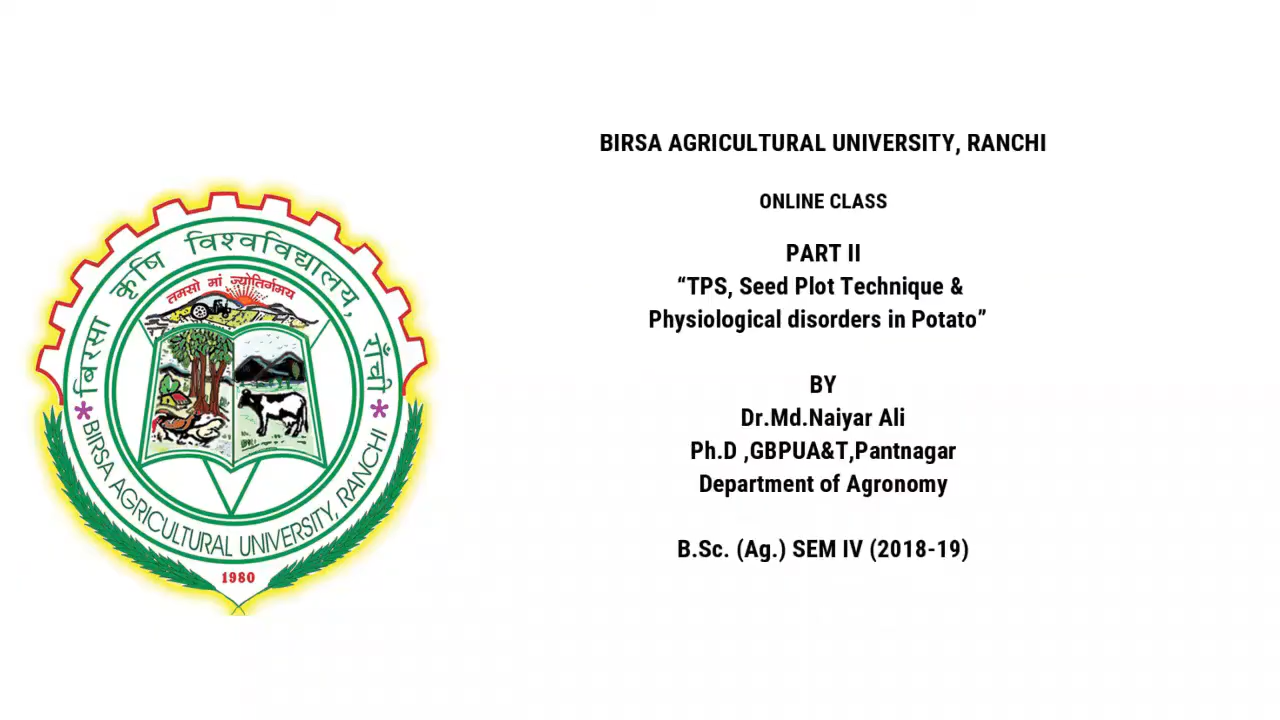 बिरसा कृषि विश्वविद्यालय, राँची
तमसो मां ज्योतिर्गमय
BIRSA AGRICULTURAL UNIVERSITY, RANCHI
1980
BIRSA AGRICULTURAL UNIVERSITY, RANCHI
ONLINE CLASS
PART II
“TPS, Seed Plot Technique &
Physiological disorders in Potato”
BY
Dr.Md.Naiyar Ali
Ph.D ,GBPUA&T,Pantnagar
Department of Agronomy
B.Sc. (Ag.) SEM IV (2018-19)